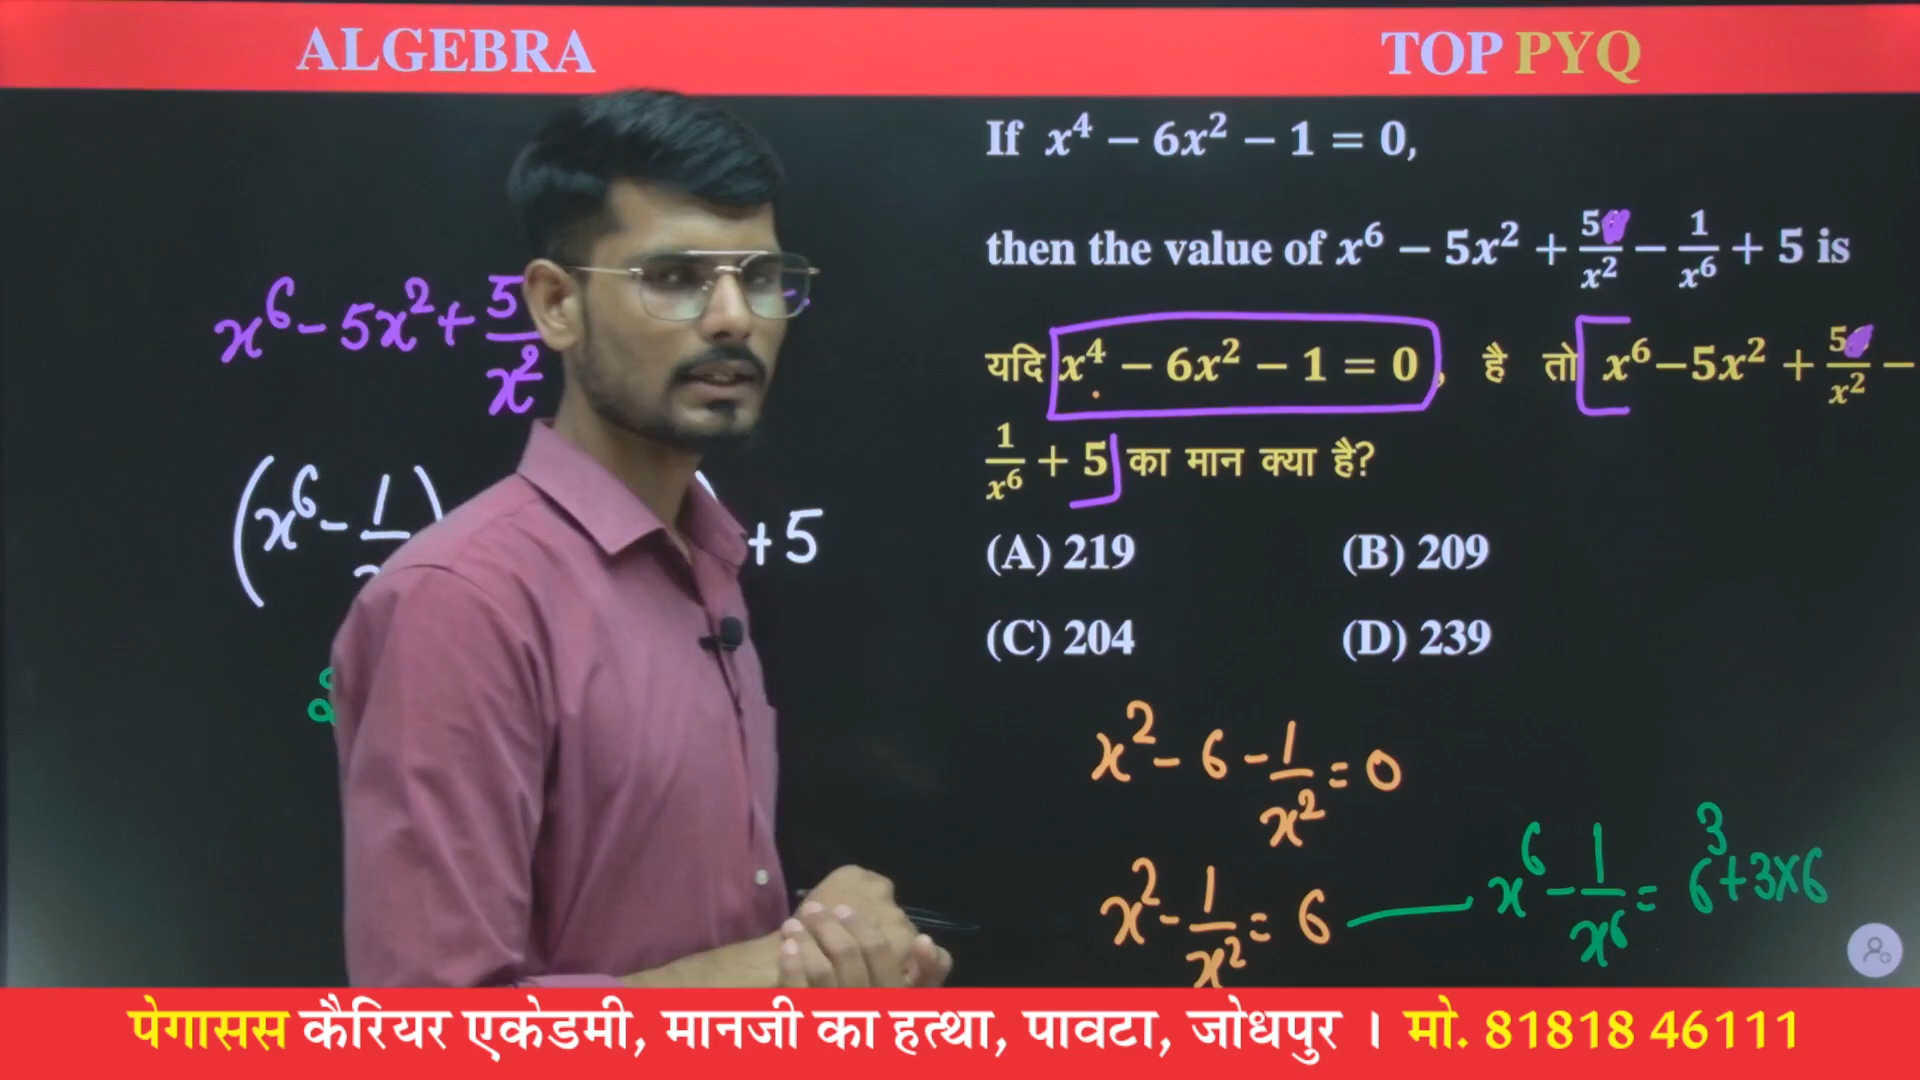 ALGEBRA
TOP PYQ
If x⁴ − 6x² − 1 = 0,
then the value of x⁶ − 5x² + 5/x² − 1/x⁶ + 5 is
यदि x⁴ − 6x² − 1 = 0, है तो x⁶−5x² + 5/x² −
1/x⁶ + 5 का मान क्या है?
(A) 219 (B) 209
(C) 204 (D) 239
x⁶ - 5x² + 5/x²
(x⁶ - 1/ ) + 5
x² - 6 - 1/x² = 0
x² - 1/x² = 6
x⁶ - 1/x⁶ = 6³ + 3×6
पेगासस कैरियर एकेडमी, मानजी का हत्था, पावटा, जोधपुर । मो. 81818 46111